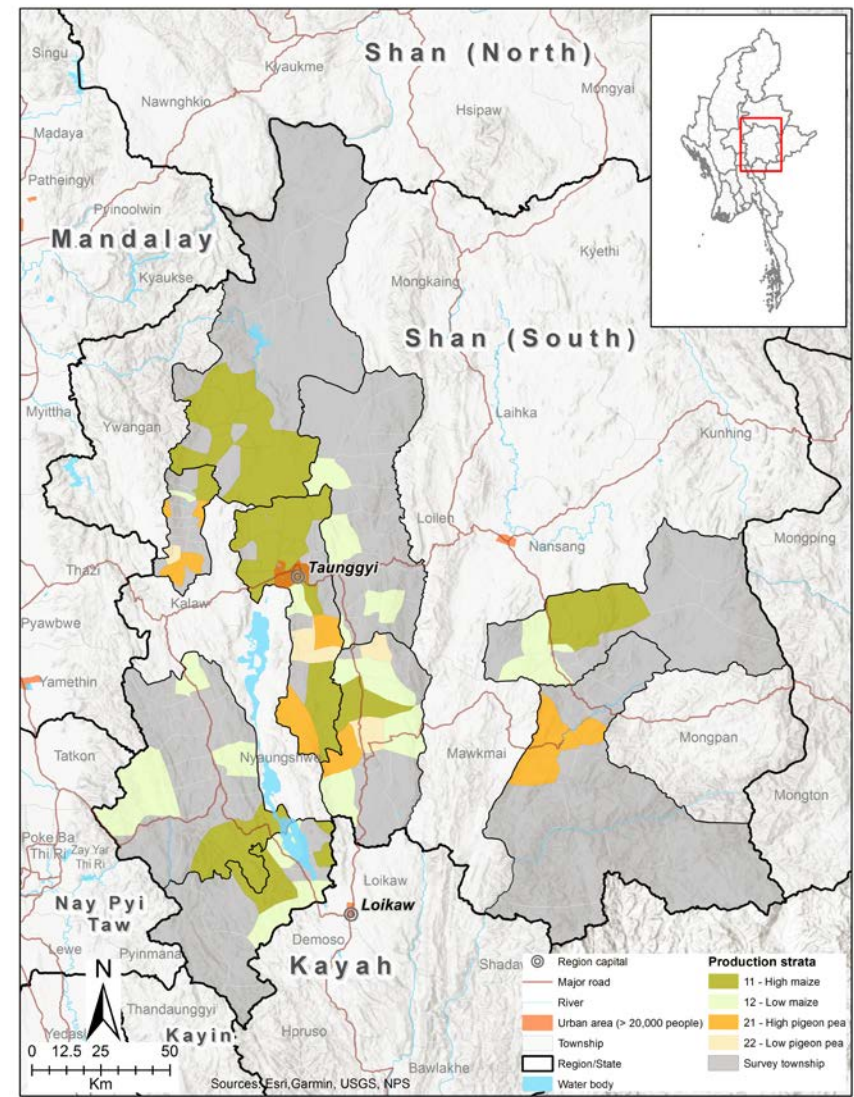 Shan (North)
Singu
Kyaukme
Mongyai
Nawnghkio
Hsipaw
Madaya
Patheingyi
Pyinoolwin
Mandalay
Kyaukse
Kyethi
Mongkaing
Shan (South)
Myittha
Ywangan
Laihka
Kunhing
Loilen
Nansang
Mongping
Thazi
Taunggyi
Kalaw
Pyawbwe
Yamethin
Tatkon
Nyaungshwe
Mawkmai
Mongpan
Mongton
Poke Ba
Thi Ri
Zay Yar
Thi Ri
Loikaw
Nay Pyi
Taw
Loikaw
Lewe
Pyinmana
Demoso
Kayah
Shadaw
N
Thandaunggyi
Yedashe
Kayin
Hpruso
Bawlakhe
0 12.5 25 50
Km
Sources: Esri,Garmin, USGS, NPS
Region capital
Major road
River
Urban area (> 20,000 people)
Township
Region/State
Water body
Production strata
11 - High maize
12 - Low maize
21 - High pigeon pea
22 - Low pigeon pea
Survey township